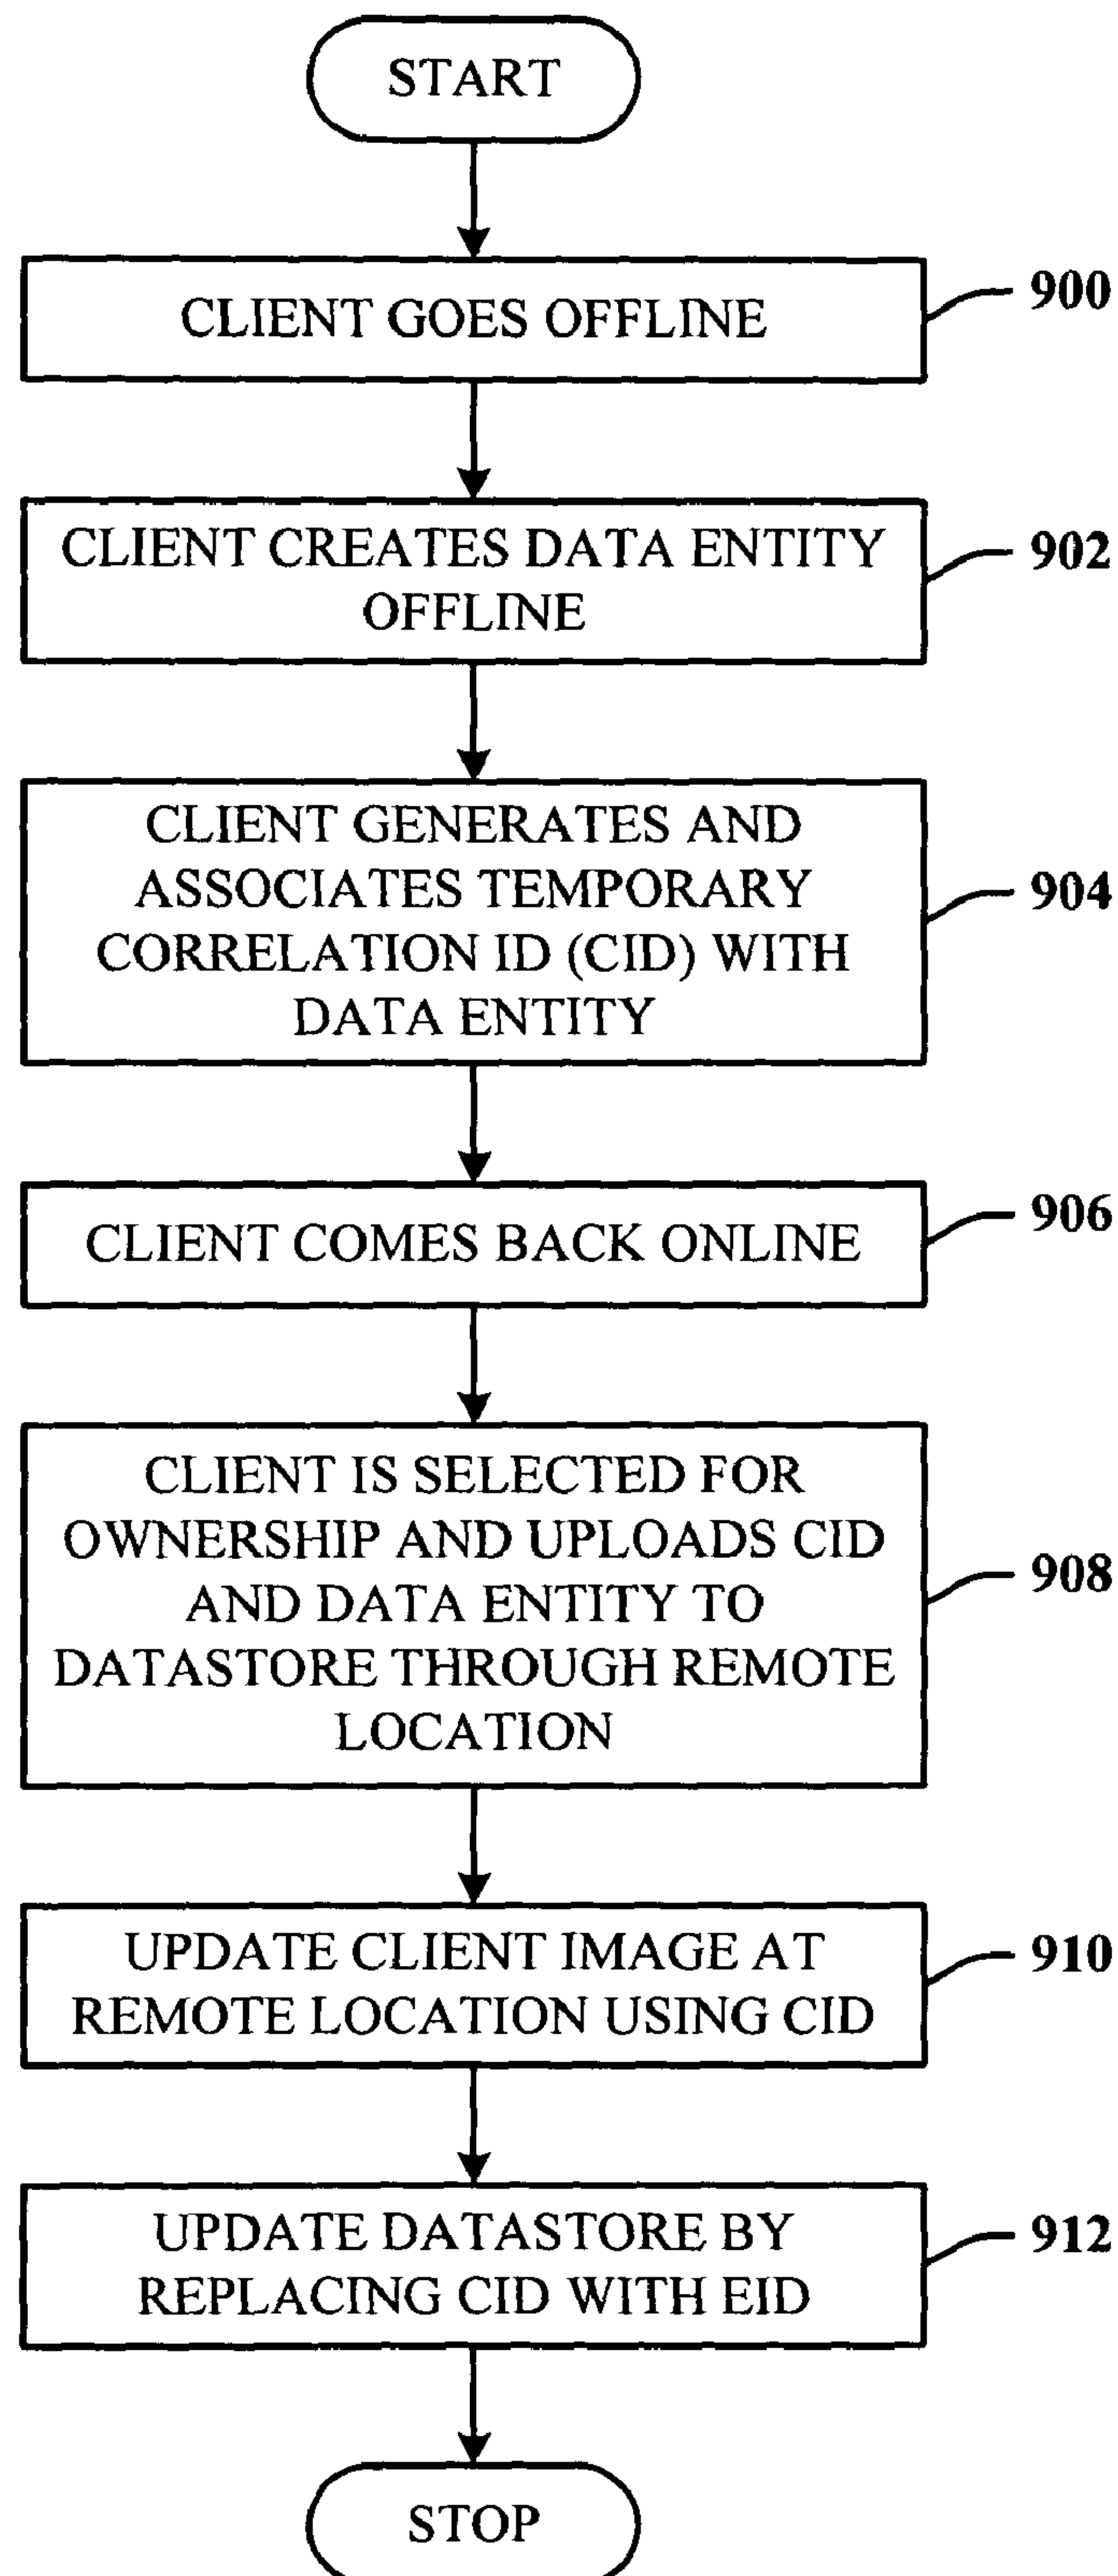 START
CLIENT GOES OFFLINE
900
CLIENT CREATES DATA ENTITY
OFFLINE
902
CLIENT GENERATES AND
ASSOCIATES TEMPORARY
CORRELATION ID (CID) WITH
DATA ENTITY
904
CLIENT COMES BACK ONLINE
906
CLIENT IS SELECTED FOR
OWNERSHIP AND UPLOADS CID
AND DATA ENTITY TO
DATASTORE THROUGH REMOTE
LOCATION
908
UPDATE CLIENT IMAGE AT
REMOTE LOCATION USING CID
910
UPDATE DATASTORE BY
REPLACING CID WITH EID
912
STOP